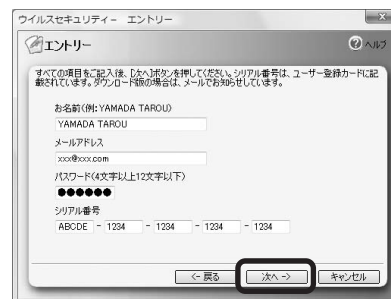 ウイルスセキュリティー エントリー
エントリー
ヘルプ
すべての項目をご記入後、[次へ]ボタンを押してください。シリアル番号は、ユーザー登録カードに記
載されています。ダウンロード版の場合は、メールでお知らせしています。
お名前(例: YAMADA TAROU)
YAMADA TAROU
メールアドレス
xxx@xxx.com
パスワード(4文字以上12文字以下)
●●●●●●
シリアル番号
ABCDE - 1234 - 1234 - 1234 - 1234
<- 戻る 次へ -> キャンセル